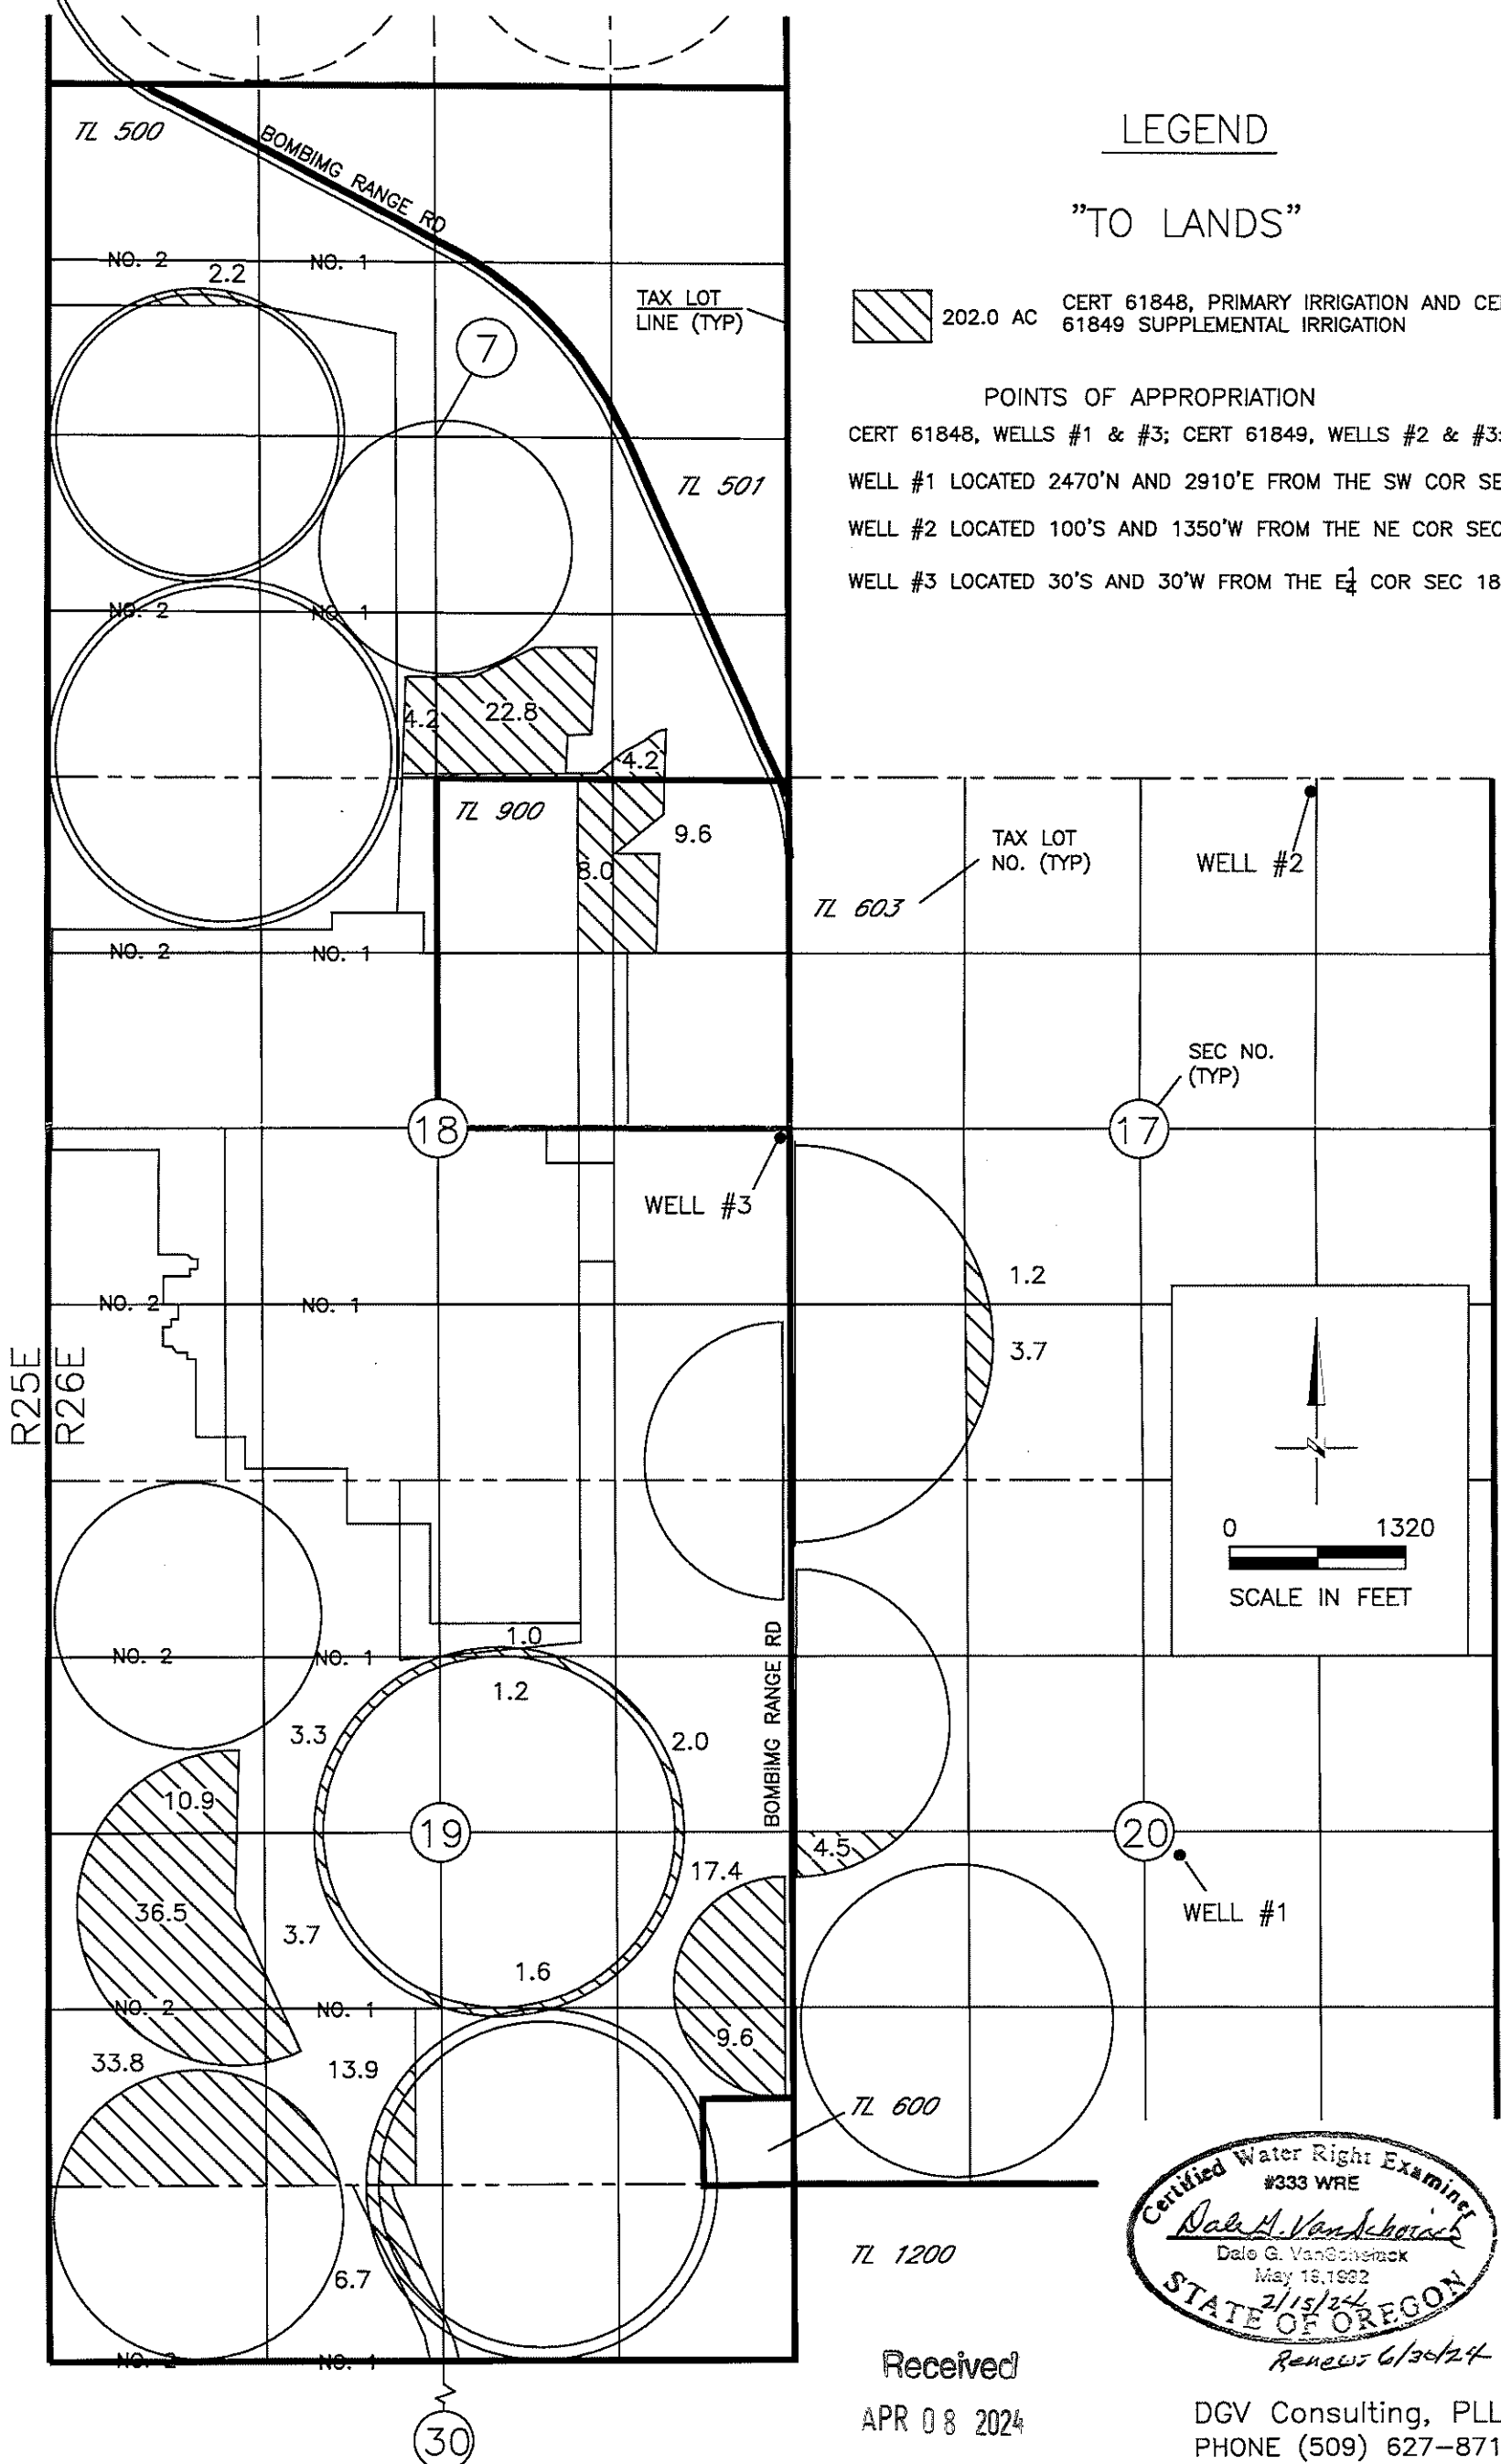 LEGEND
"TO LANDS"
202.0 AC
CERT 61848, PRIMARY IRRIGATION AND CE
61849 SUPPLEMENTAL IRRIGATION
POINTS OF APPROPRIATION
CERT 61848, WELLS #1 & #3; CERT 61849, WELLS #2 & #3:
WELL #1 LOCATED 2470'N AND 2910'E FROM THE SW COR SE
WELL #2 LOCATED 100'S AND 1350'W FROM THE NE COR SEC
WELL #3 LOCATED 30'S AND 30'W FROM THE E1/4 COR SEC 18
TL 500
BOMBIMG RANGE RD
NO. 2
2.2
NO. 1
TAX LOT
LINE (TYP)
7
TL 501
NO. 2
NO. 1
4.2
22.8
4.2
TL 900
9.6
8.0
TAX LOT
NO. (TYP)
WELL #2
TL 603
NO. 2
NO. 1
SEC NO.
(TYP)
18
17
WELL #3
1.2
NO. 2
NO. 1
3.7
R25E
R26E
0
1320
SCALE IN FEET
1.0
NO. 2
NO. 1
BOMBIMG RANGE RD
1.2
3.3
2.0
10.9
19
20
4.5
17.4
36.5
WELL #1
3.7
1.6
NO. 2
NO. 1
9.6
33.8
13.9
TL 600
TL 1200
6.7
NO. 2
NO. 1
30
Certified Water Right Examiner
#333 WRE
Dale G. VanSchoiack
Dale G. VanSchoiack
May 18, 1992
2/15/24
STATE OF OREGON
Renews 6/30/24
Received
APR 08 2024
DGV Consulting, PLL
PHONE (509) 627-871